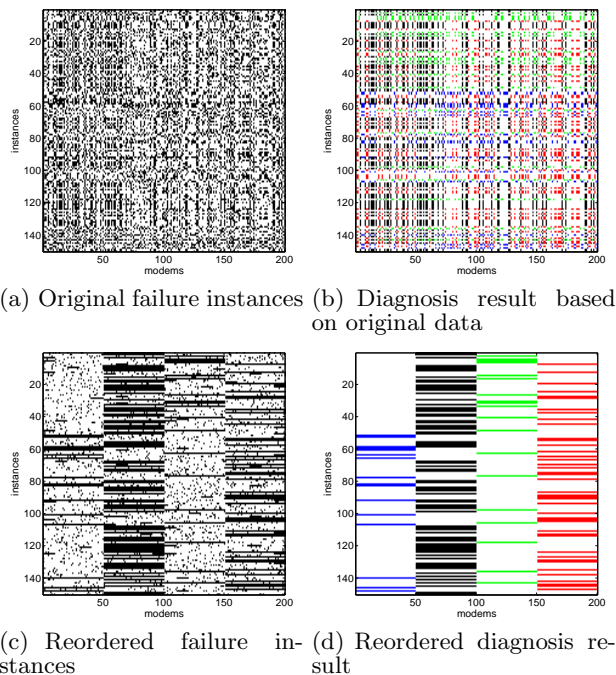 20
40
60
80
100
120
140
instances
50 100 150 200
modems
20
40
60
80
100
120
140
instances
50 100 150 200
modems
(a) Original failure instances
(b) Diagnosis result based
on original data
20
40
60
80
100
120
140
instances
50 100 150 200
modems
20
40
60
80
100
120
140
instances
50 100 150 200
modems
(c) Reordered failure in-
stances
(d) Reordered diagnosis re-
sult